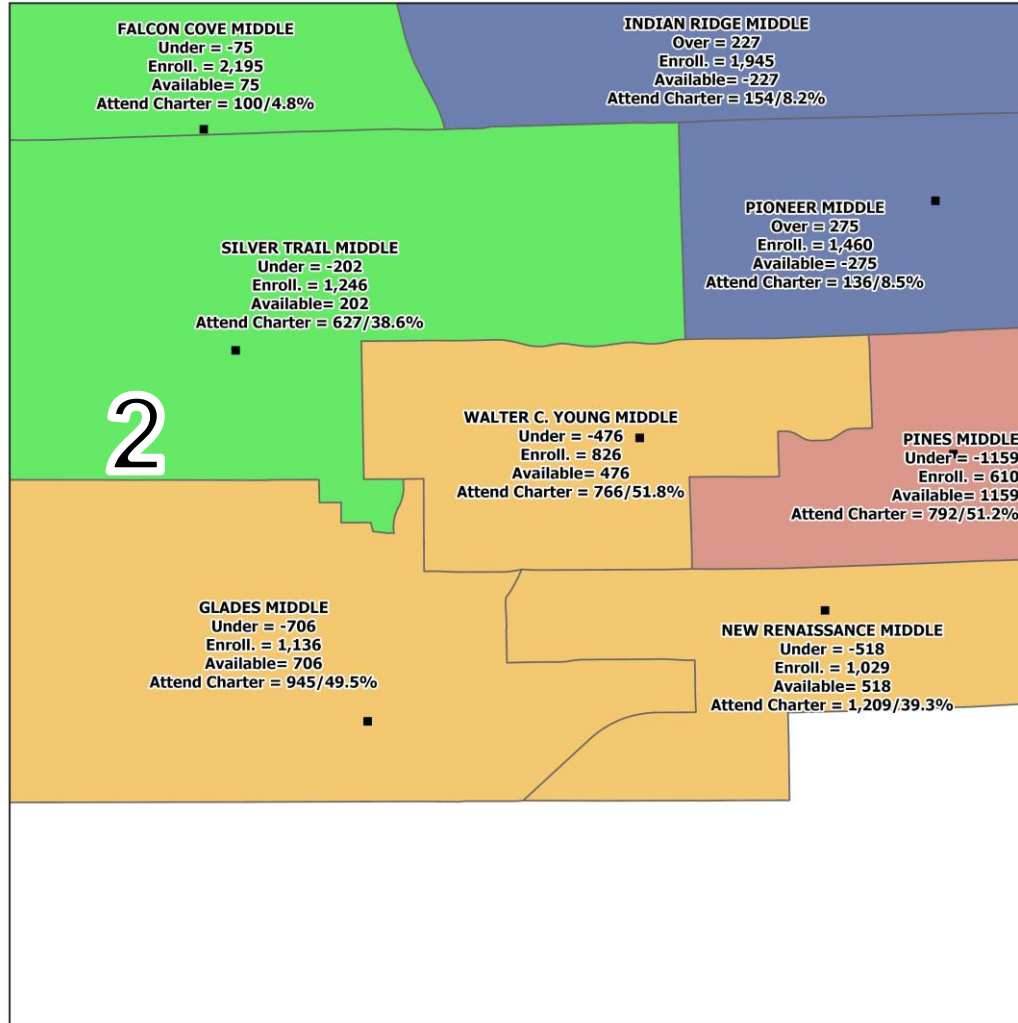 FALCON COVE MIDDLE
Under = -75
Enroll. = 2,195
Available= 75
Attend Charter = 100/4.8%
INDIAN RIDGE MIDDLE
Over = 227
Enroll. = 1,945
Available= -227
Attend Charter = 154/8.2%
PIONEER MIDDLE
Over = 275
Enroll. = 1,460
Available= -275
Attend Charter = 136/8.5%
SILVER TRAIL MIDDLE
Under = -202
Enroll. = 1,246
Available= 202
Attend Charter = 627/38.6%
2
WALTER C. YOUNG MIDDLE
Under = -476
Enroll. = 826
Available= 476
Attend Charter = 766/51.8%
PINES MIDDLE
Under = -1159
Enroll. = 610
Available= 1159
Attend Charter = 792/51.2%
GLADES MIDDLE
Under = -706
Enroll. = 1,136
Available= 706
Attend Charter = 945/49.5%
NEW RENAISSANCE MIDDLE
Under = -518
Enroll. = 1,029
Available= 518
Attend Charter = 1,209/39.3%